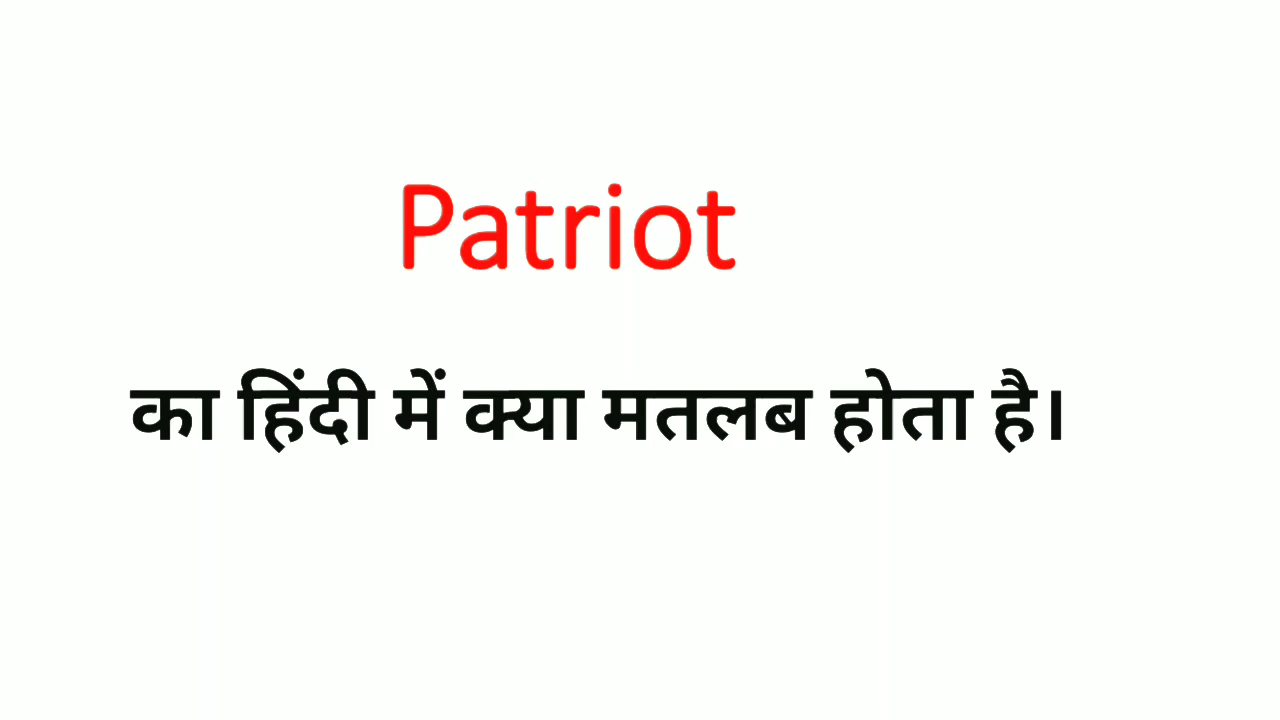 Patriot
का हिंदी में क्या मतलब होता है।